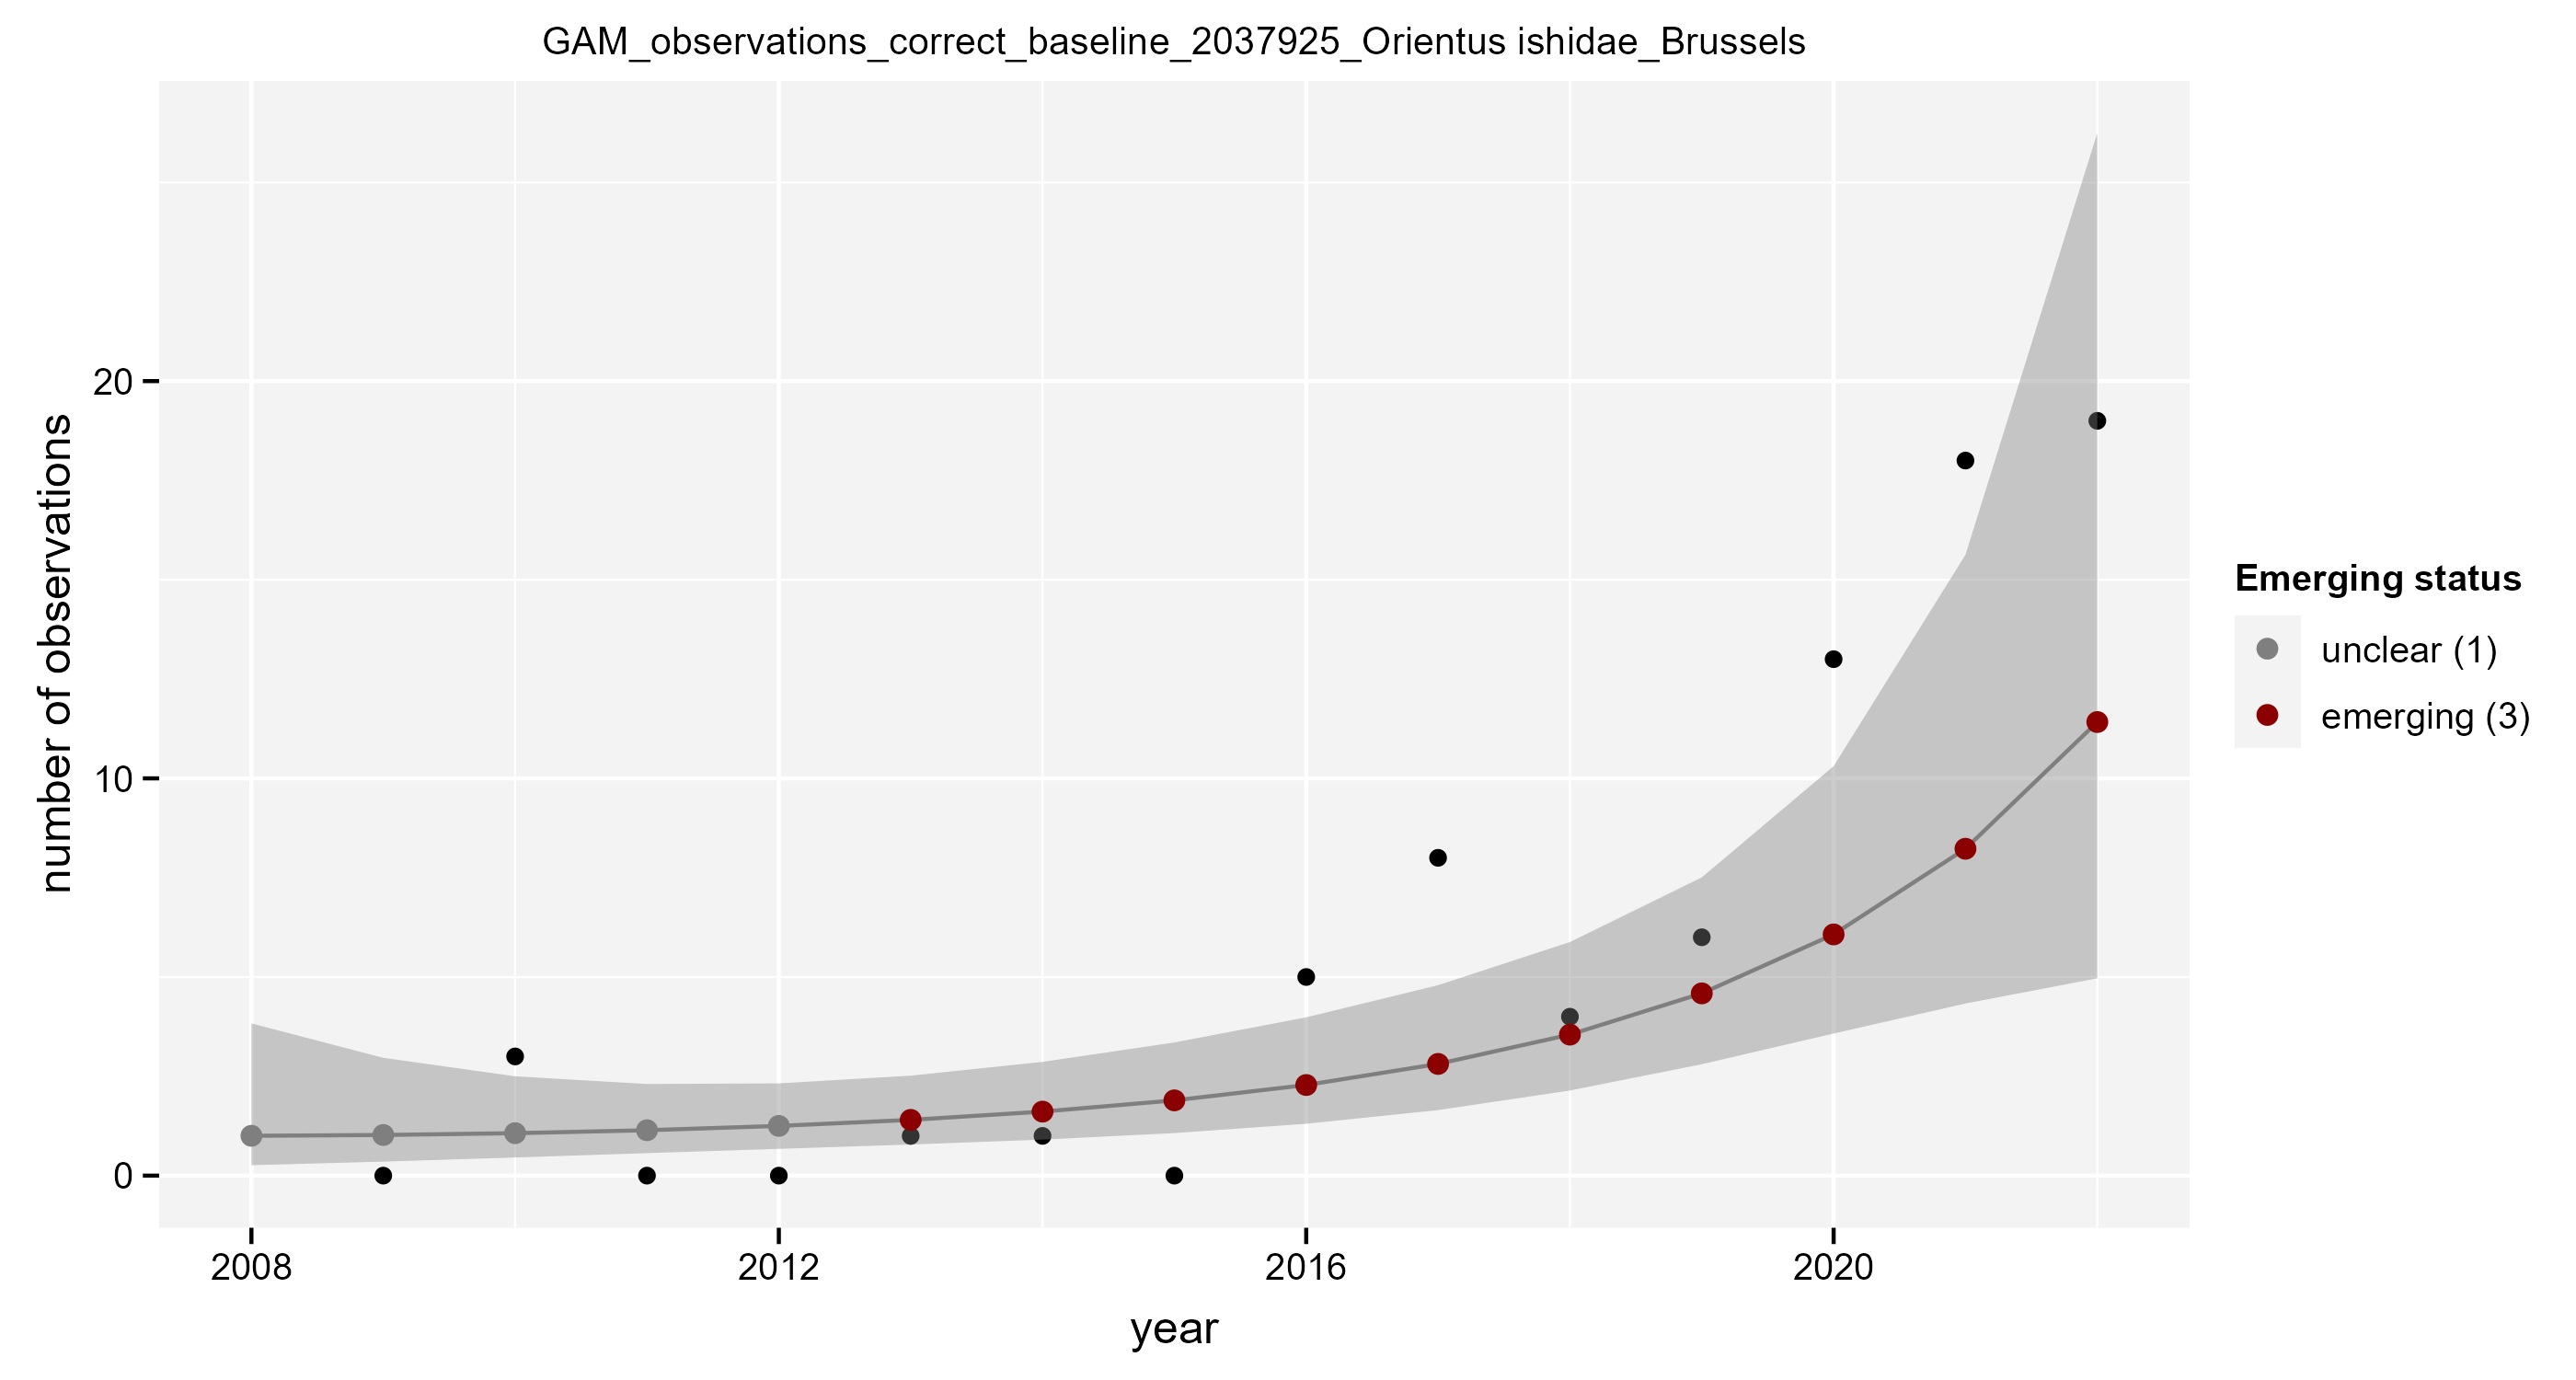 GAM_observations_correct_baseline_2037925_Orientus ishidae_Brussels
number of observations
20
10
0
2008
2012
2016
2020
year
Emerging status
unclear (1)
emerging (3)